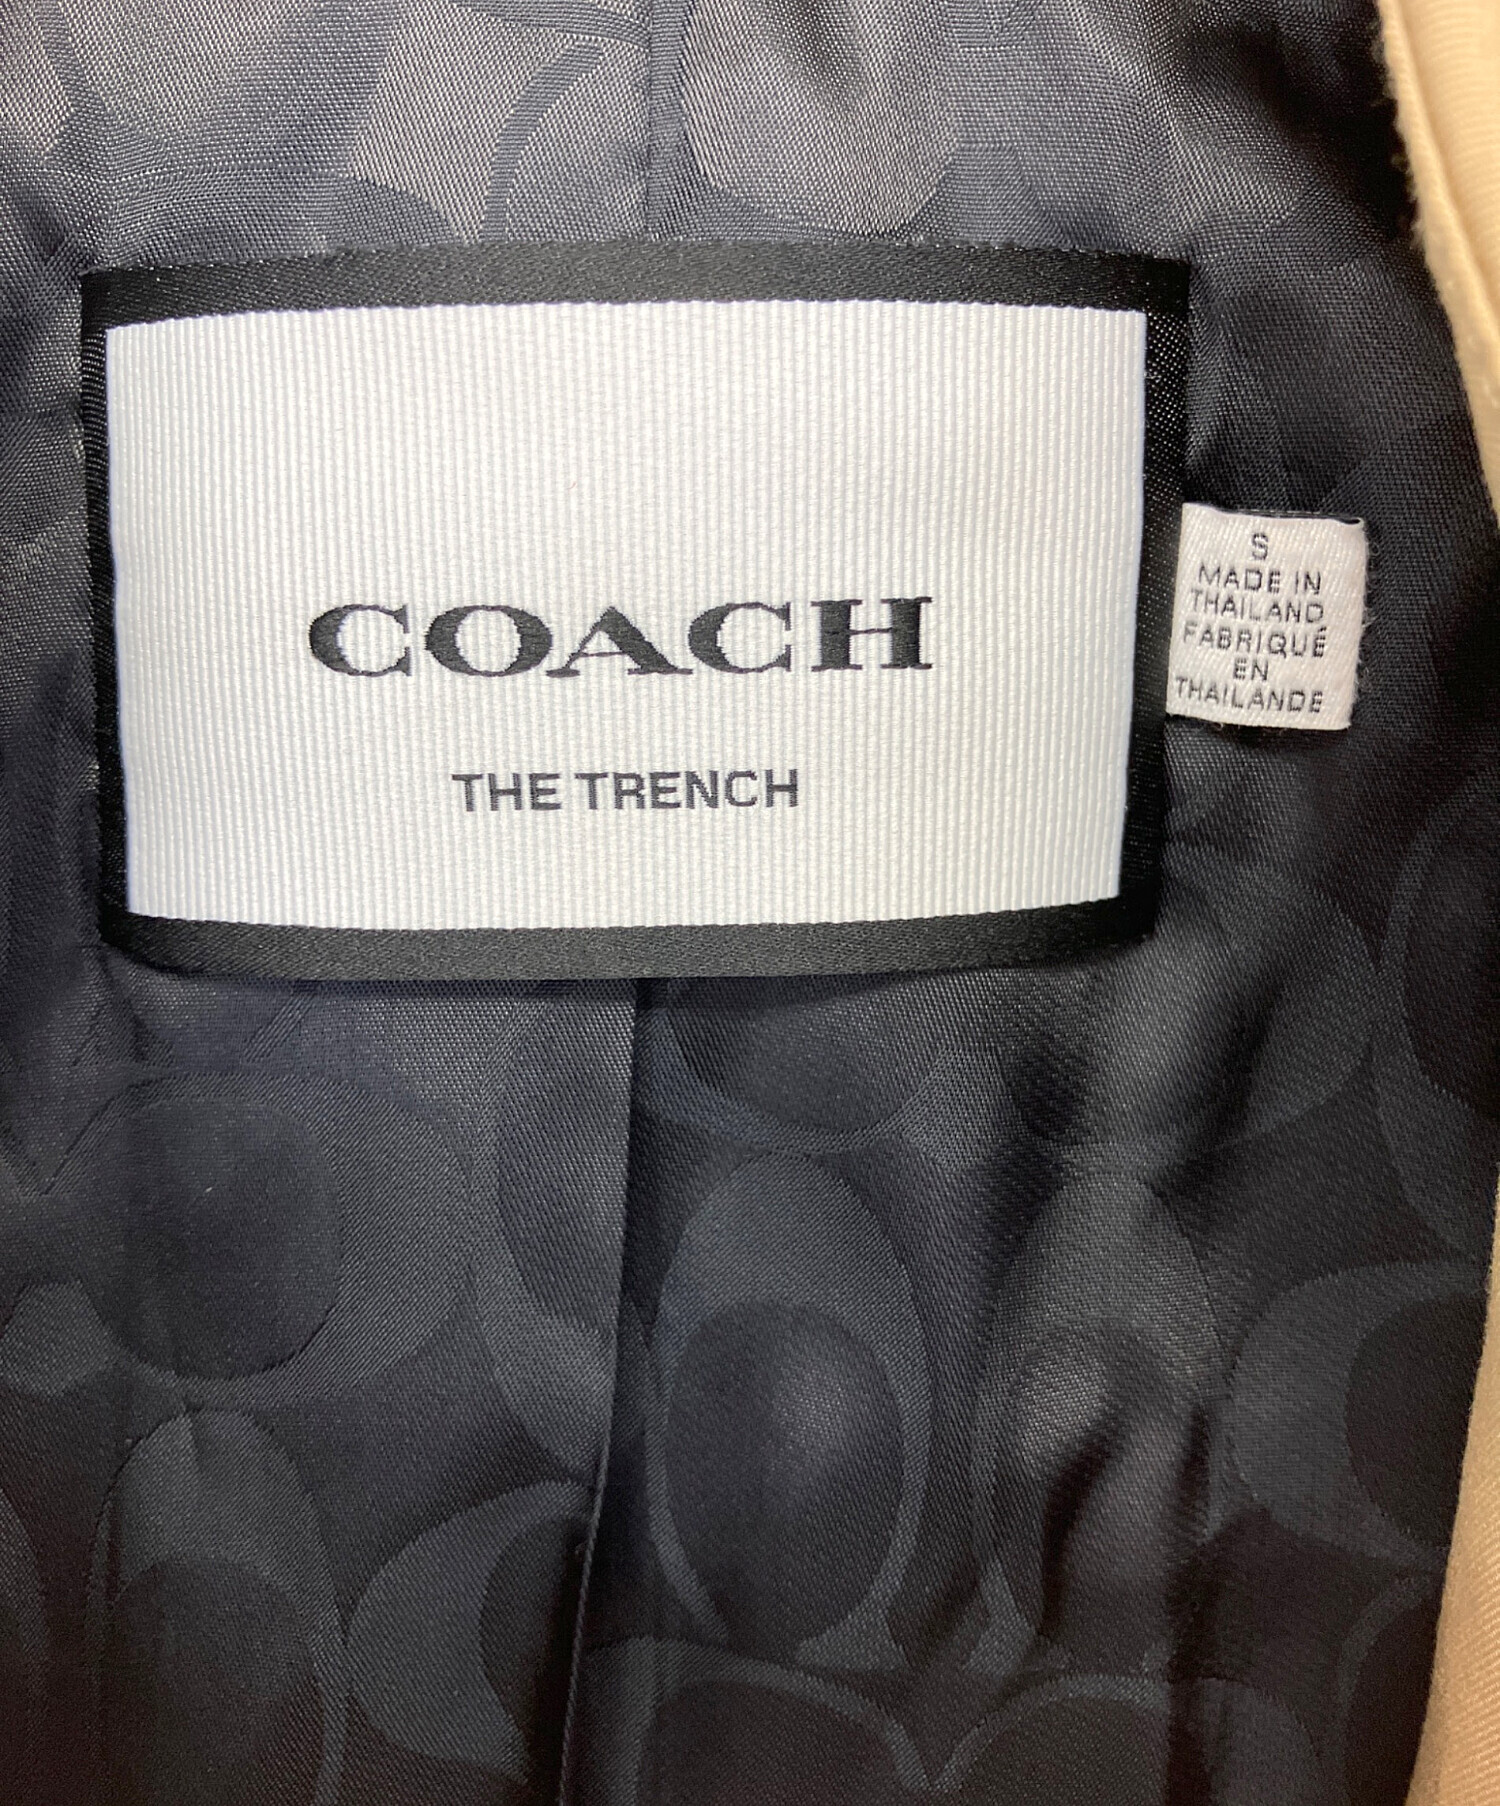 COACH
THE TRENCH
S
MADE IN
THAILAND
FABRIQUÉ
EN
THAILANDE